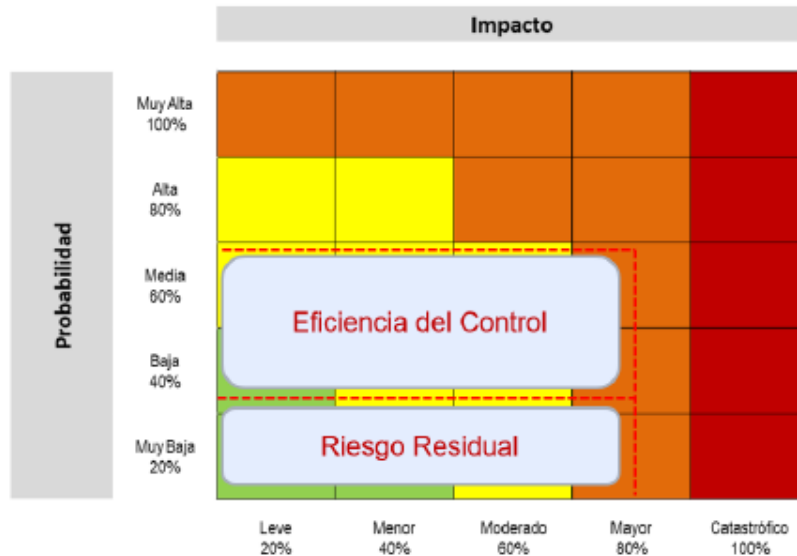 Impacto
Probabilidad
Muy Alta
100%
Alta
80%
Media
60%
Baja
40%
Muy Baja
20%
Eficiencia del Control
Riesgo Residual
Leve
20%
Menor
40%
Moderado
60%
Mayor
80%
Catastrófico
100%